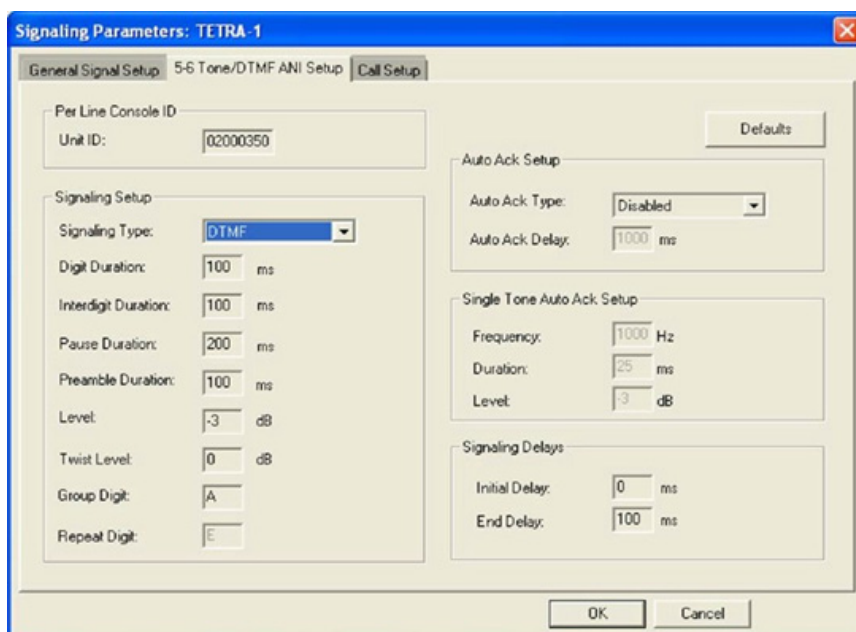 Signaling Parameters: TETRA-1
General Signal Setup
5-6 Tone/DTMF ANI Setup
Call Setup
Per Line Console ID
Unit ID: 02000350
Defaults
Signaling Setup
Signaling Type: DTMF
Digit Duration: 100 ms
Interdigit Duration: 100 ms
Pause Duration: 200 ms
Preamble Duration: 100 ms
Level: -3 dB
Twist Level: 0 dB
Group Digit: A
Repeat Digit: E
Auto Ack Setup
Auto Ack Type: Disabled
Auto Ack Delay: 1000 ms
Single Tone Auto Ack Setup
Frequency: 1000 Hz
Duration: 25 ms
Level: -3 dB
Signaling Delays
Initial Delay: 0 ms
End Delay: 100 ms
OK
Cancel